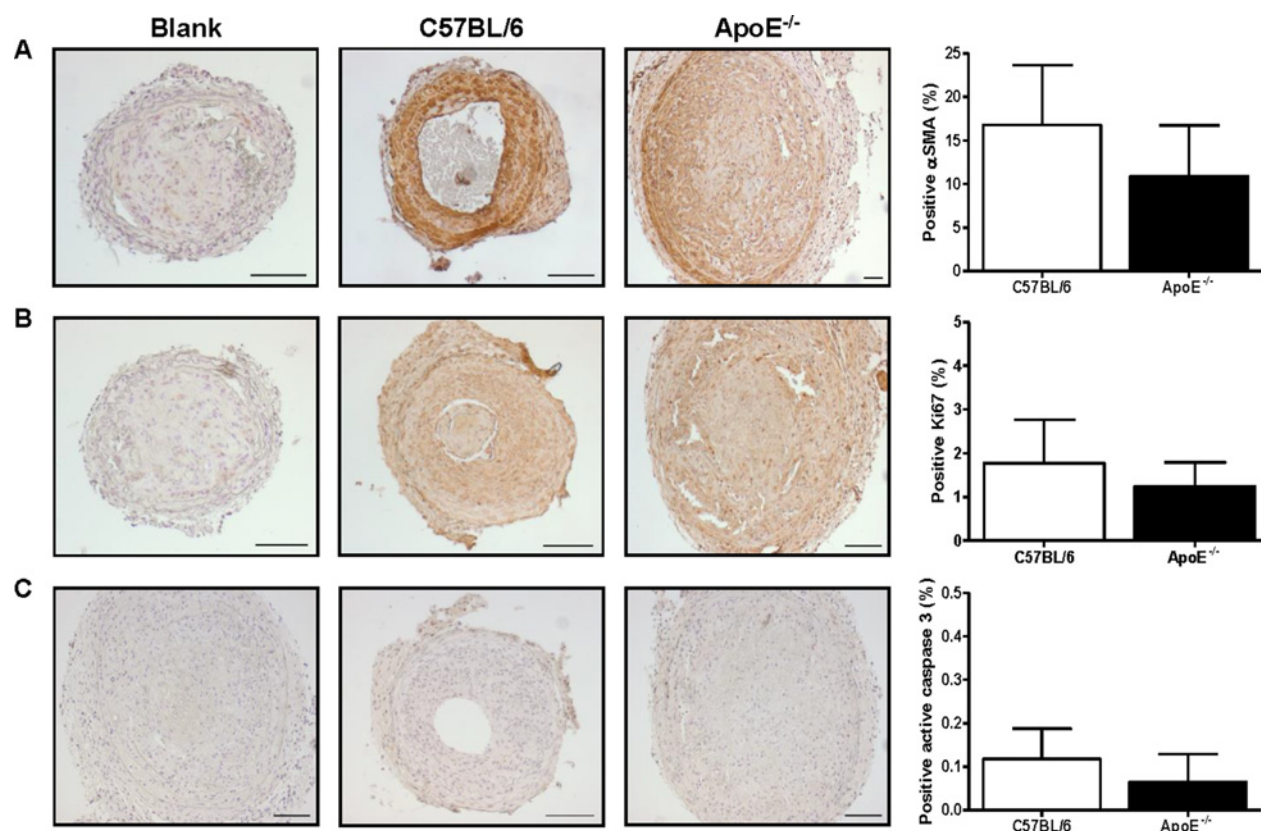 Blank C57BL/6 ApoE-/-
A
Positive αSMA (%)
25
20
15
10
5
0
C57BL/6 ApoE-/-
B
Positive Ki67 (%)
5
4
3
2
1
0
C57BL/6 ApoE-/-
C
Positive active caspase 3 (%)
0.5
0.4
0.3
0.2
0.1
0.0
C57BL/6 ApoE-/-